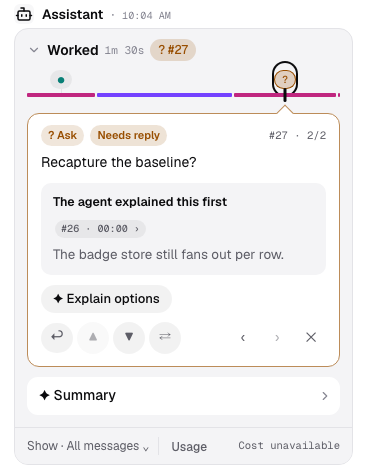 Assistant · 10:04 AM
Worked 1m 30s ? #27
?
? Ask Needs reply #27 · 2/2
Recapture the baseline?
The agent explained this first
#26 · 00:00 ›
The badge store still fans out per row.
Explain options
Summary
Show · All messages Usage Cost unavailable